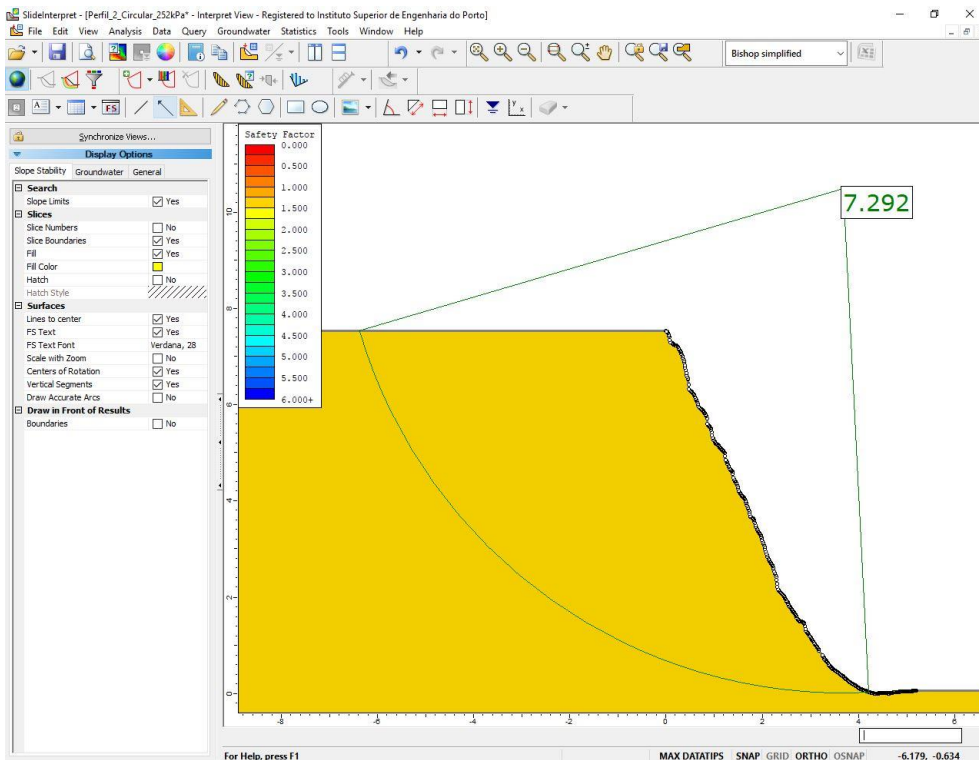 SlideInterpret - [Perfil_2_Circular_252kPa* - Interpret View - Registered to Instituto Superior de Engenharia do Porto]
File Edit View Analysis Data Query Groundwater Statistics Tools Window Help
Bishop simplified
FS
Synchronize Views...
Display Options
Slope Stability Groundwater General
Search
Slope Limits Yes
Slices
Slice Numbers No
Slice Boundaries Yes
Fill Yes
Fill Color
Hatch No
Hatch Style
Surfaces
Lines to center Yes
FS Text Yes
FS Text Font Verdana, 28
Scale with Zoom No
Centers of Rotation Yes
Vertical Segments Yes
Draw Accurate Arcs No
Draw in Front of Results
Boundaries No
Safety Factor
0.000
0.500
1.000
1.500
2.000
2.500
3.000
3.500
4.000
4.500
5.000
5.500
6.000+
7.292
10
8
6
4
2
0
-8 -6 -4 -2 0 2 4 6
For Help, press F1
MAX DATATIPS SNAP GRID ORTHO OSNAP -6.179, -0.634